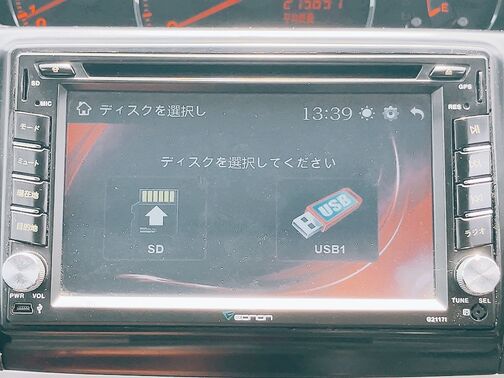 SD
GPS
MIC
RES
ディスクを選択し
13:39
モード
ミュート
現在地
目的地
ディスクを選択してください
SD
USB
USB1
ラジオ
PWR VOL
TUNE SEL
eonon
G2117I